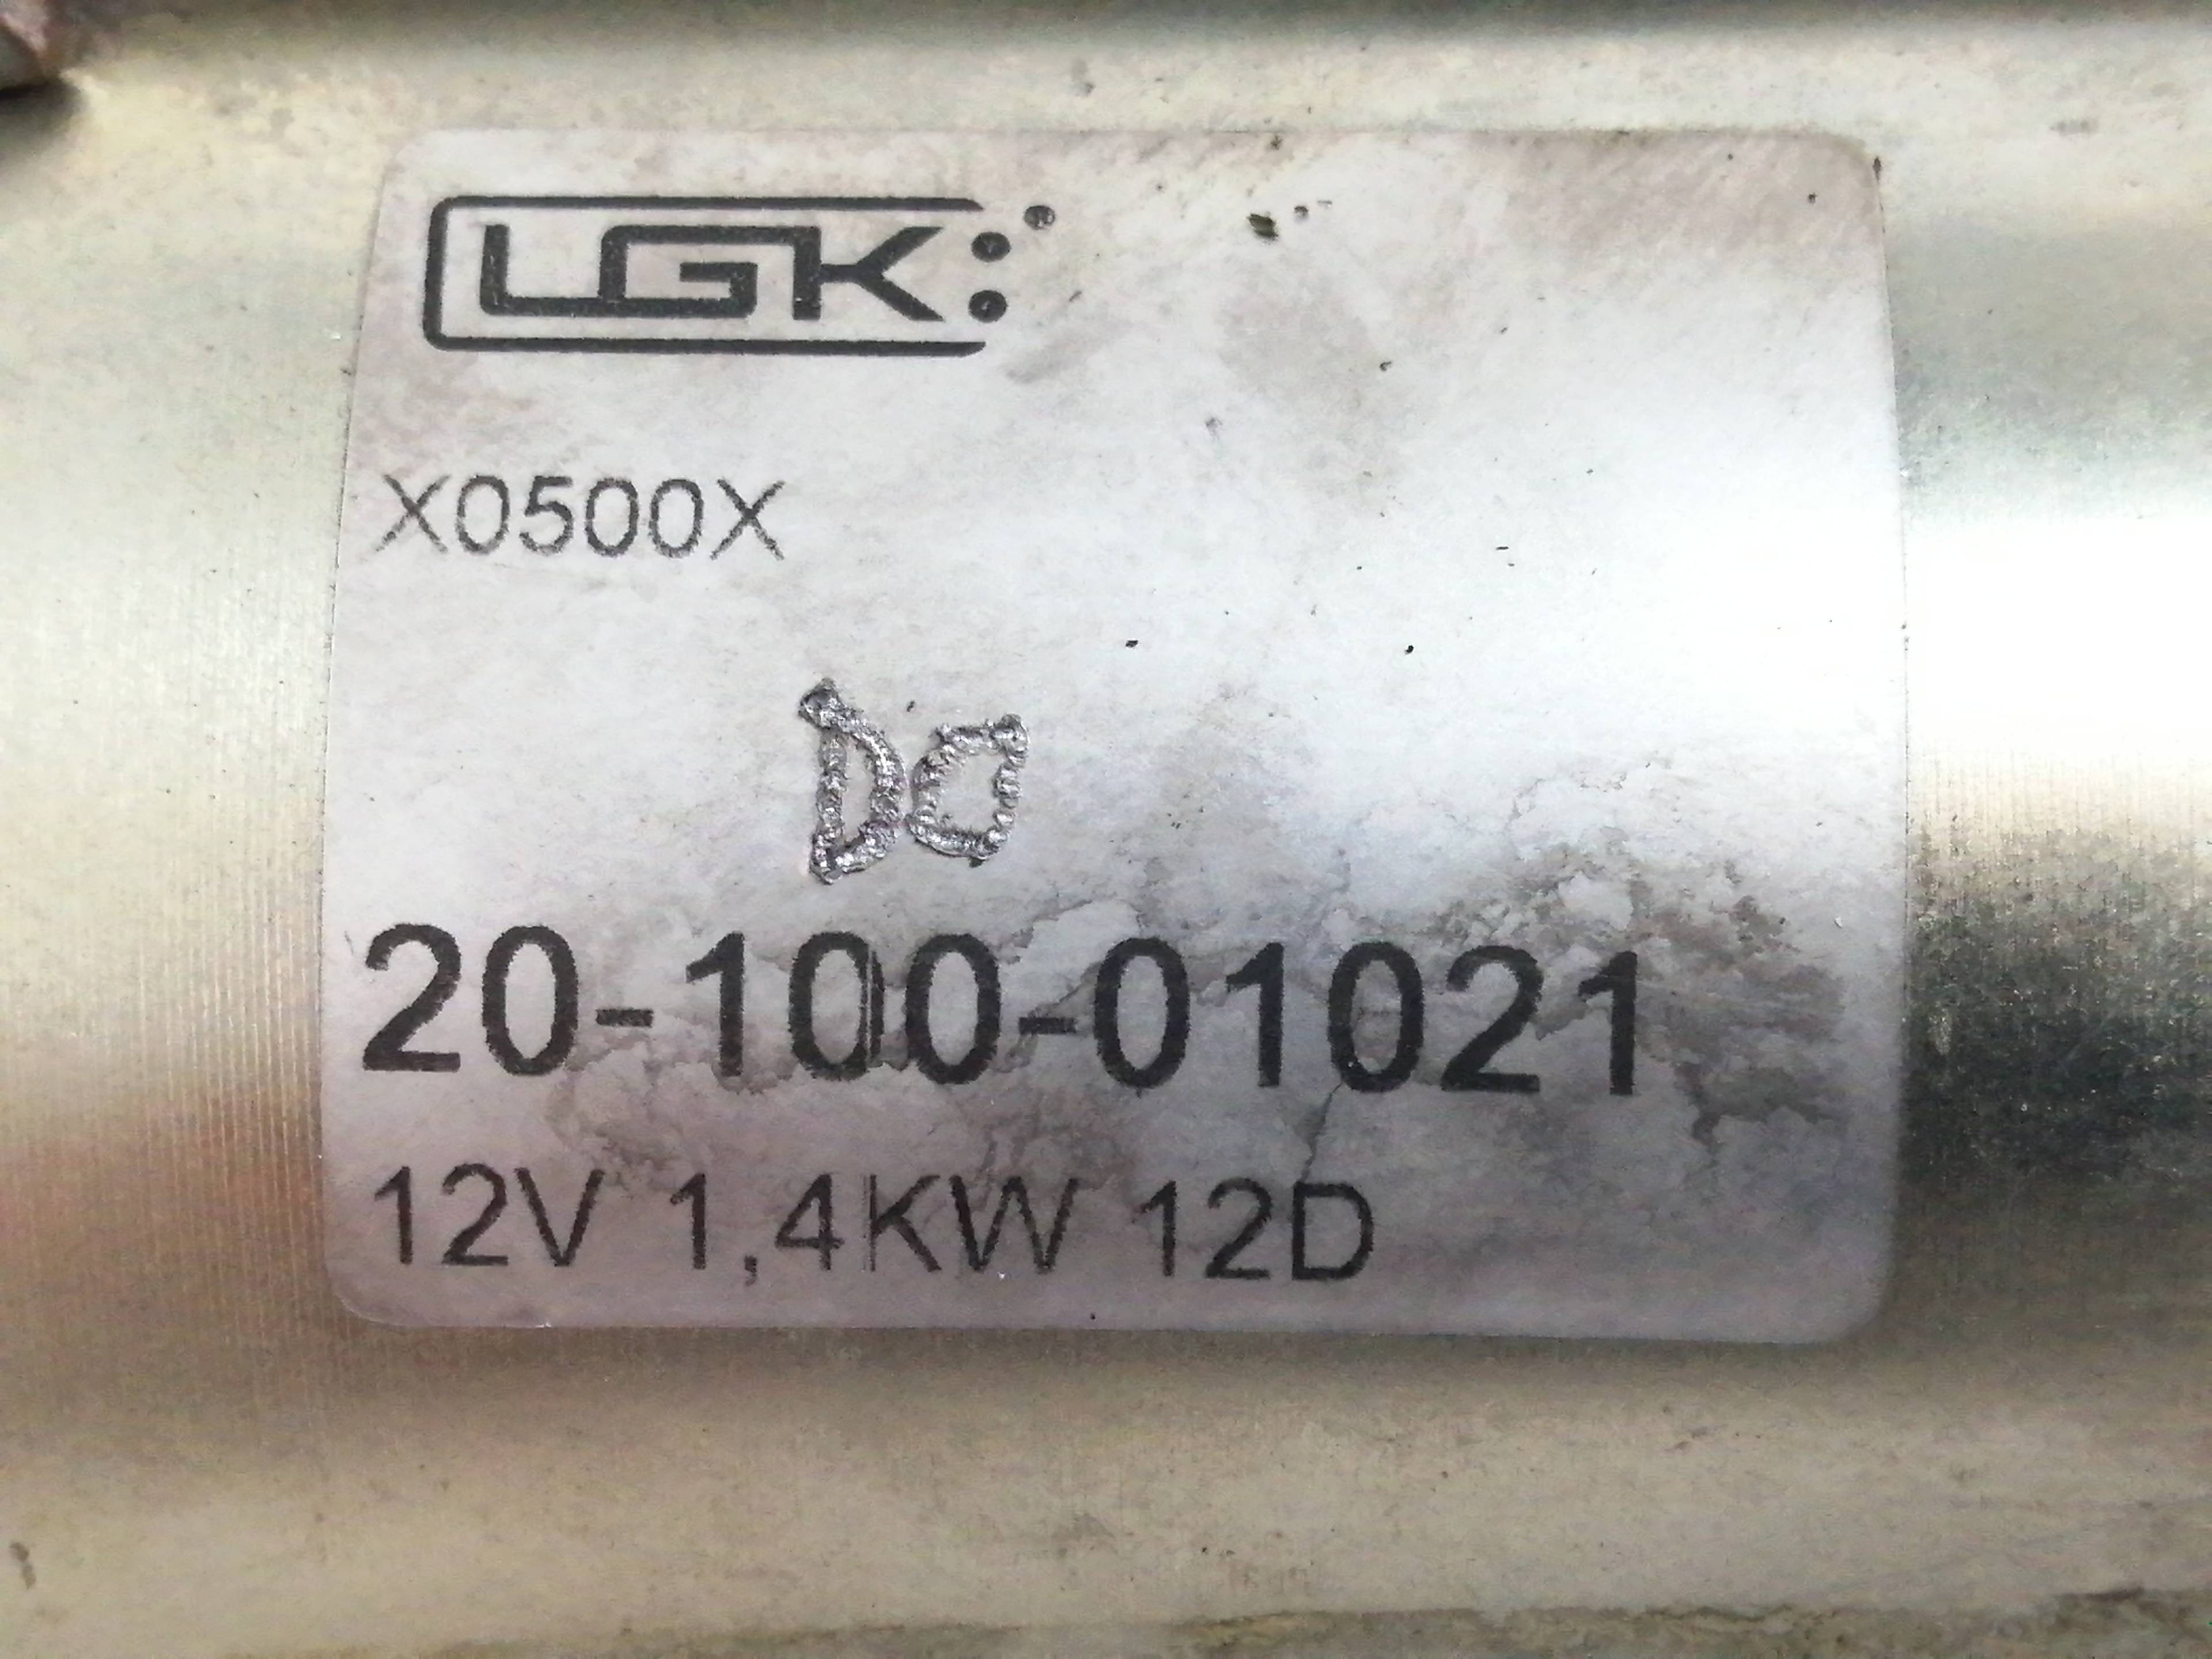 LGK:®
X0500X
DO
20-100-01021
12V 1,4KW 12D